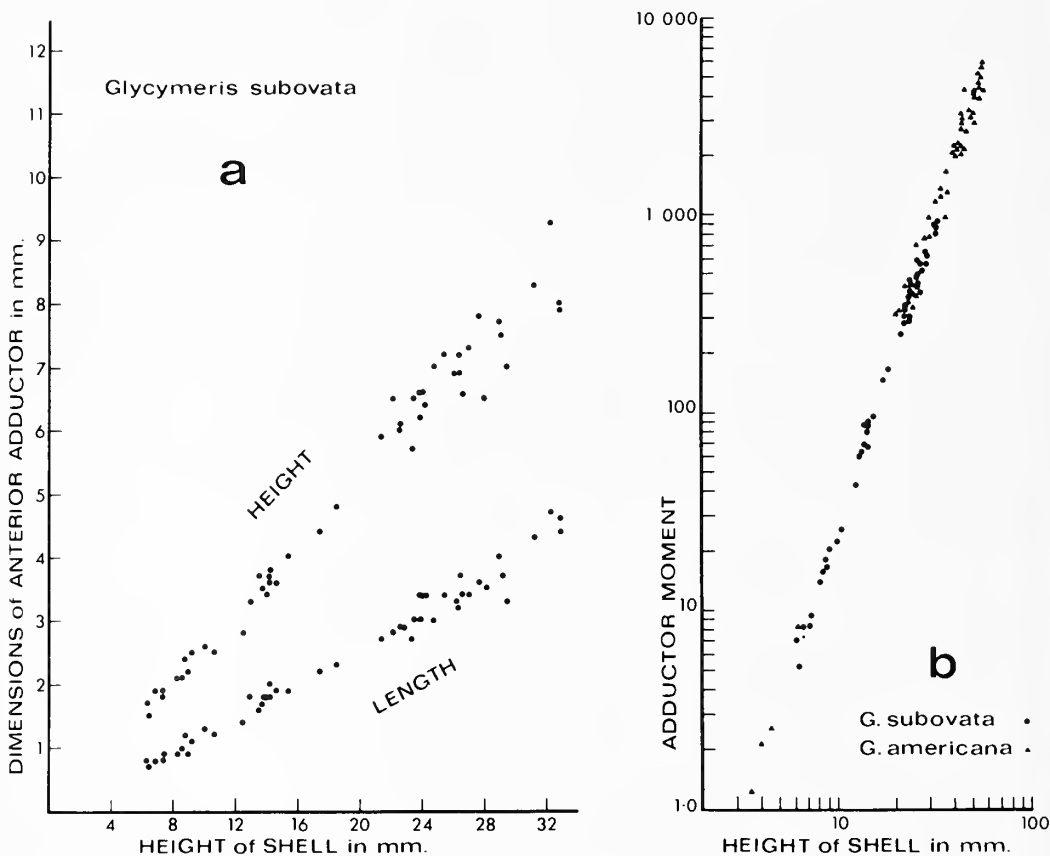 Glycymeris subovata
a
DIMENSIONS of ANTERIOR ADDUCTOR in mm.
12
11
10
9
8
7
6
5
4
3
2
1
HEIGHT
LENGTH
4 8 12 16 20 24 28 32
HEIGHT of SHELL in mm.
10 000
1 000
100
10
1·0
ADDUCTOR MOMENT
b
G. subovata
G. americana
10 100
HEIGHT of SHELL in mm.